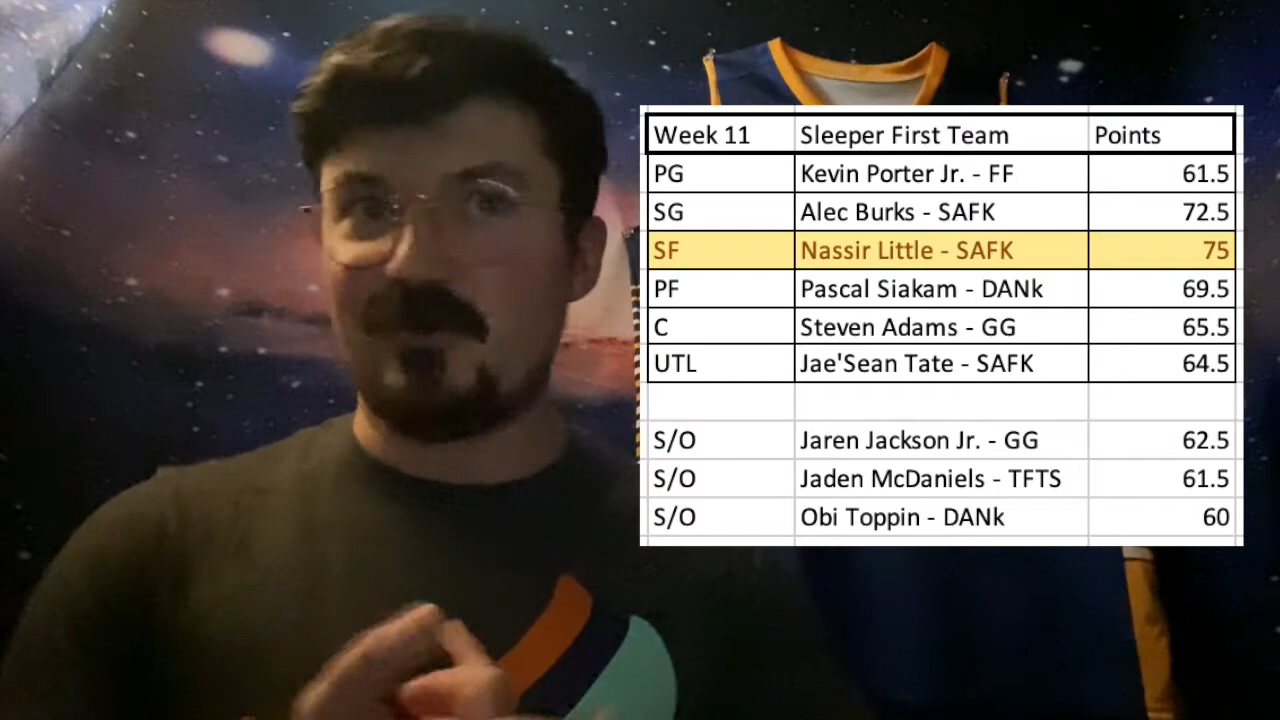 Week 11 Sleeper First Team Points
PG Kevin Porter Jr. - FF 61.5
SG Alec Burks - SAFK 72.5
SF Nassir Little - SAFK 75
PF Pascal Siakam - DANk 69.5
C Steven Adams - GG 65.5
UTL Jae'Sean Tate - SAFK 64.5
S/O Jaren Jackson Jr. - GG 62.5
S/O Jaden McDaniels - TFTS 61.5
S/O Obi Toppin - DANk 60